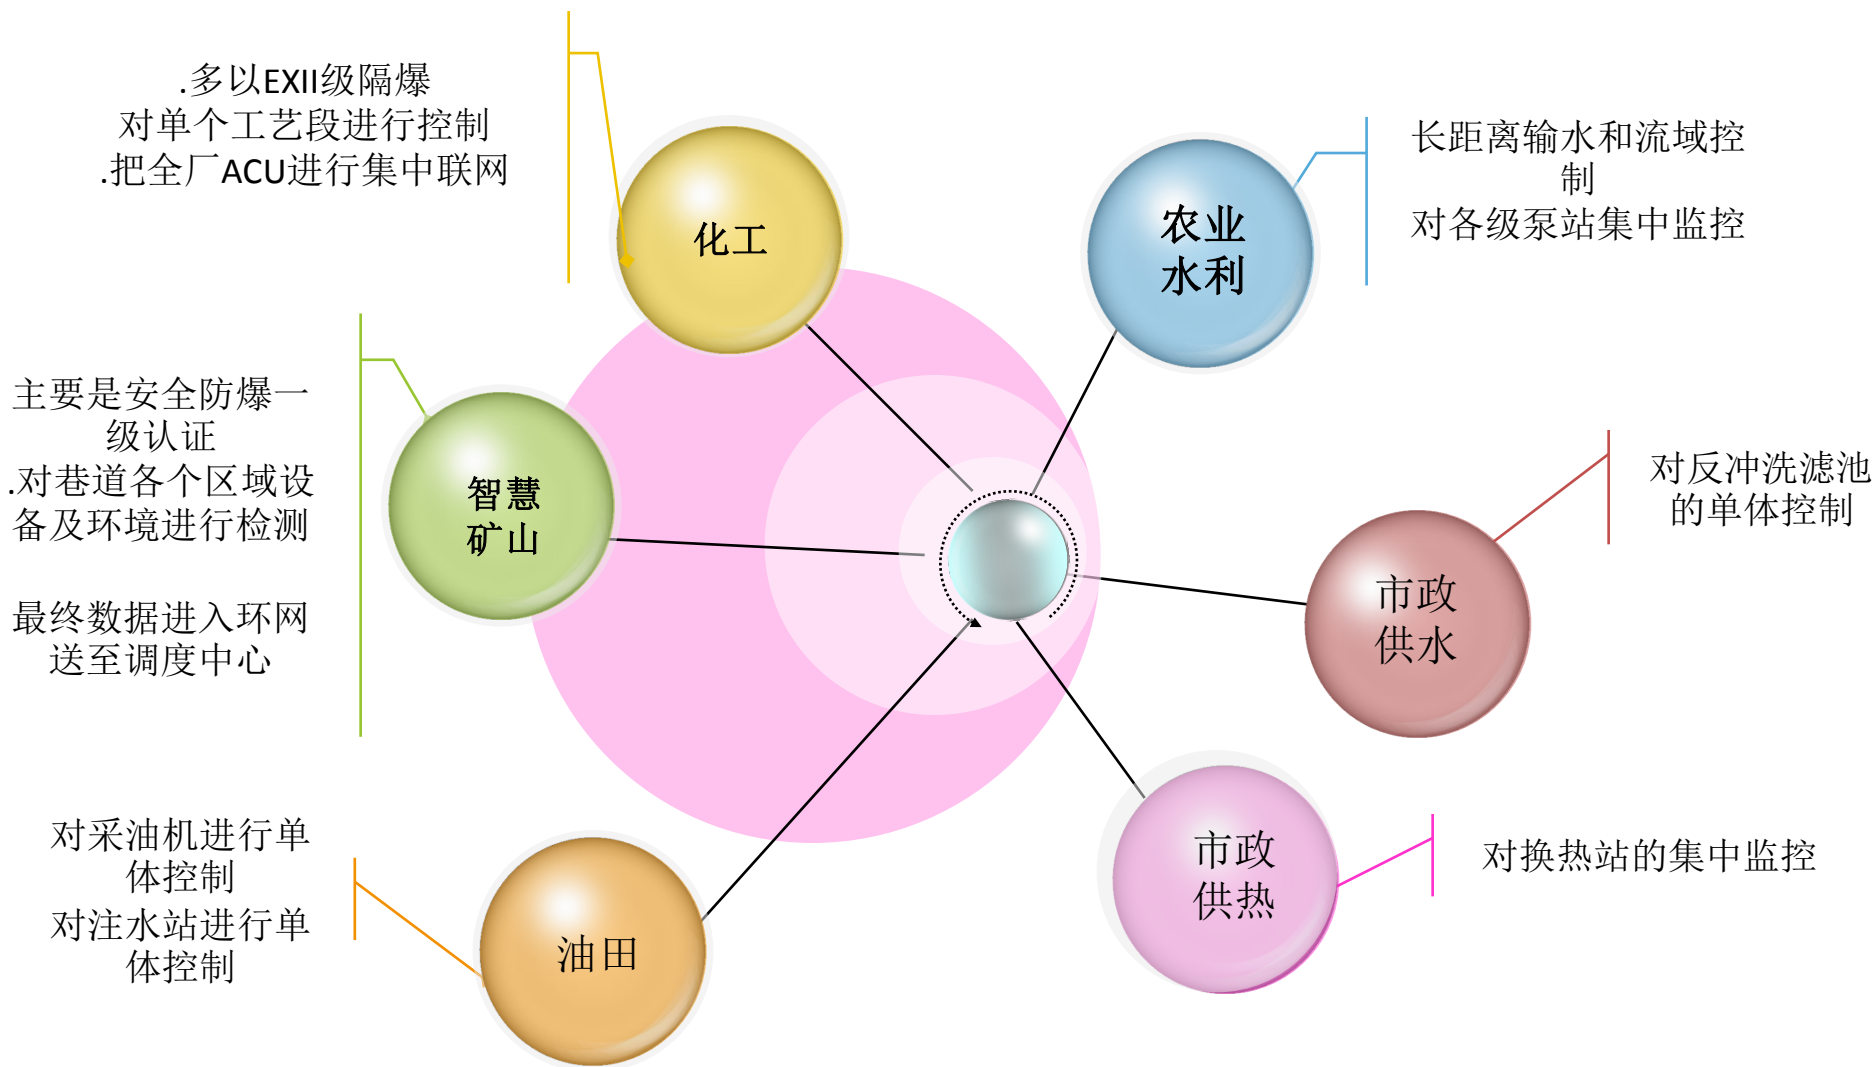 .多以EXII级隔爆
对单个工艺段进行控制
.把全厂ACU进行集中联网
化工
农业
水利
长距离输水和流域控
制
对各级泵站集中监控
主要是安全防爆一
级认证
.对巷道各个区域设
备及环境进行检测
最终数据进入环网
送至调度中心
智慧
矿山
对反冲洗滤池
的单体控制
市政
供水
对采油机进行单
体控制
对注水站进行单
体控制
油田
市政
供热
对换热站的集中监控